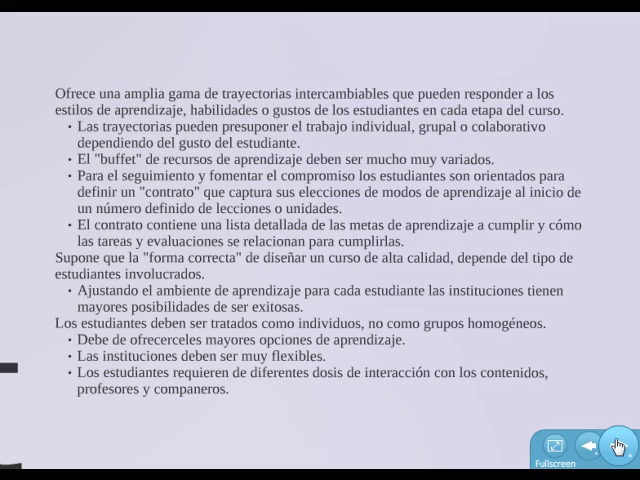 Ofrece una amplia gama de trayectorias intercambiables que pueden responder a los
estilos de aprendizaje, habilidades o gustos de los estudiantes en cada etapa del curso.
• Las trayectorias pueden presuponer el trabajo individual, grupal o colaborativo
dependiendo del gusto del estudiante.
• El "buffet" de recursos de aprendizaje deben ser mucho muy variados.
• Para el seguimiento y fomentar el compromiso los estudiantes son orientados para
definir un "contrato" que captura sus elecciones de modos de aprendizaje al inicio de
un número definido de lecciones o unidades.
• El contrato contiene una lista detallada de las metas de aprendizaje a cumplir y cómo
las tareas y evaluaciones se relacionan para cumplirlas.
Supone que la "forma correcta" de diseñar un curso de alta calidad, depende del tipo de
estudiantes involucrados.
• Ajustando el ambiente de aprendizaje para cada estudiante las instituciones tienen
mayores posibilidades de ser exitosas.
Los estudiantes deben ser tratados como individuos, no como grupos homogéneos.
• Debe de ofrecerceles mayores opciones de aprendizaje.
• Las instituciones deben ser muy flexibles.
• Los estudiantes requieren de diferentes dosis de interacción con los contenidos,
profesores y companeros.
Fullscreen